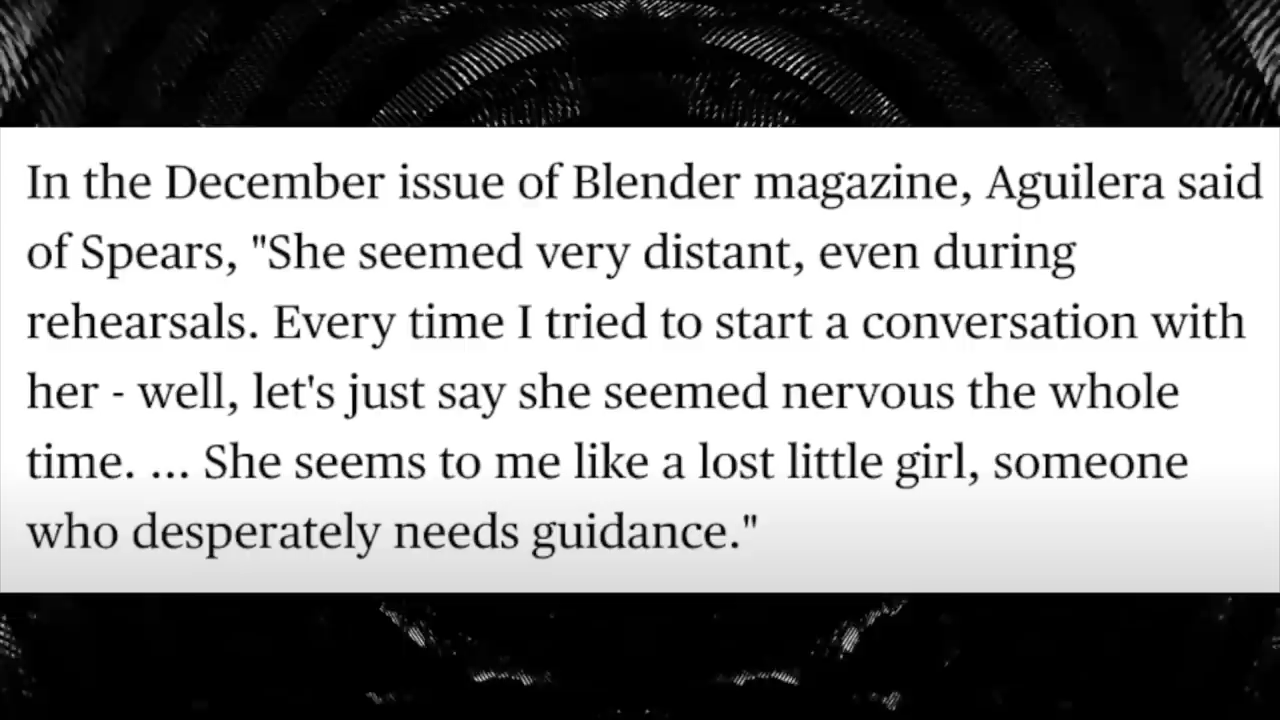 In the December issue of Blender magazine, Aguilera said
of Spears, "She seemed very distant, even during
rehearsals. Every time I tried to start a conversation with
her - well, let's just say she seemed nervous the whole
time. ... She seems to me like a lost little girl, someone
who desperately needs guidance."